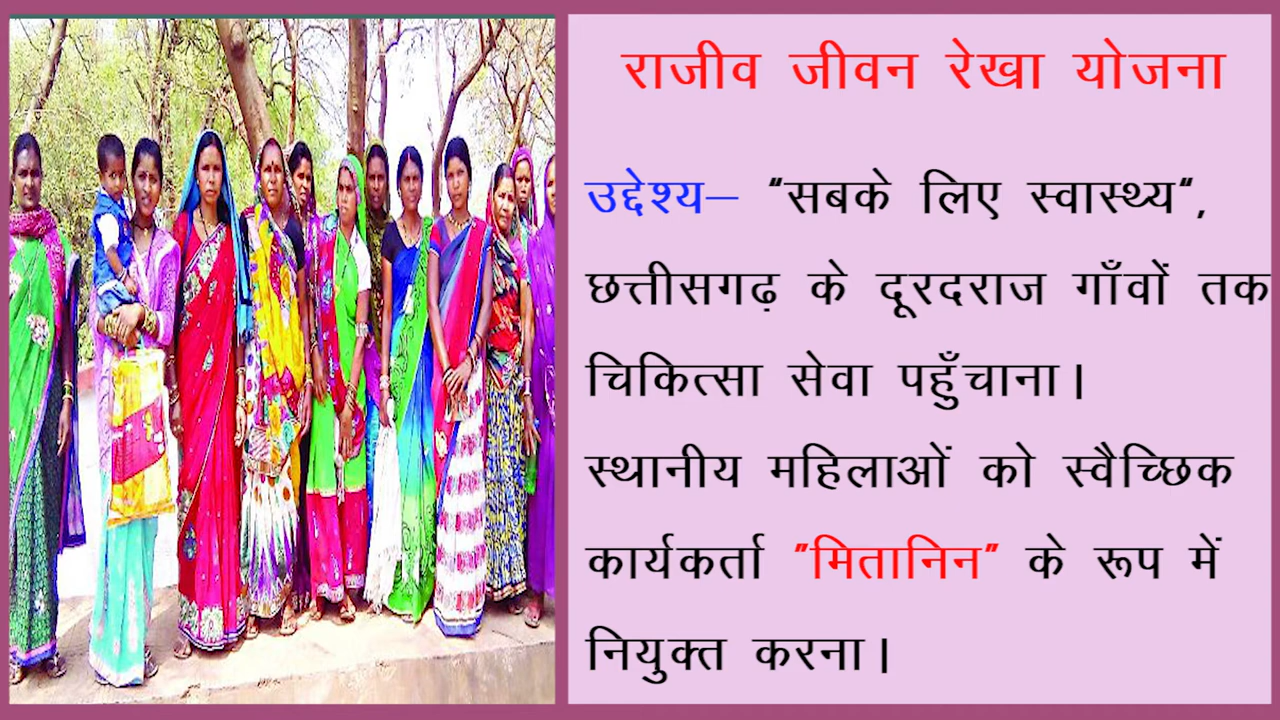 राजीव जीवन रेखा योजना
उद्देश्य– "सबके लिए स्वास्थ्य",
छत्तीसगढ़ के दूरदराज गाँवों तक
चिकित्सा सेवा पहुँचाना।
स्थानीय महिलाओं को स्वैच्छिक
कार्यकर्ता "मितानिन" के रूप में
नियुक्त करना।